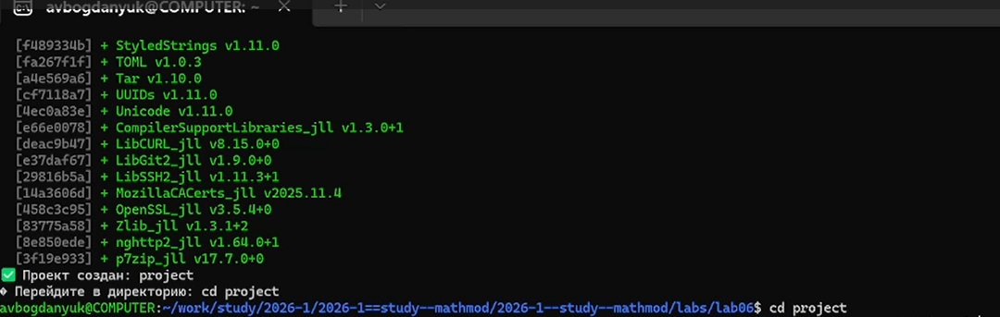 avbogdanyuk@COMPUTER: ~
[f489334b] + StyledStrings v1.11.0
[fa267f1f] + TOML v1.0.3
[a4e569a6] + Tar v1.10.0
[cf7118a7] + UUIDs v1.11.0
[4ec0a83e] + Unicode v1.11.0
[e66e0078] + CompilerSupportLibraries_jll v1.3.0+1
[deac9b47] + LibCURL_jll v8.15.0+0
[e37daf67] + LibGit2_jll v1.9.0+0
[29816b5a] + LibSSH2_jll v1.11.3+1
[14a3606d] + MozillaCACerts_jll v2025.11.4
[458c3c95] + OpenSSL_jll v3.5.4+0
[83775a58] + Zlib_jll v1.3.1+2
[8e850ede] + nghttp2_jll v1.64.0+1
[3f19e933] + p7zip_jll v17.7.0+0
✅ Проект создан: project
� Перейдите в директорию: cd project
avbogdanyuk@COMPUTER:~/work/study/2026-1/2026-1==study--mathmod/2026-1--study--mathmod/labs/lab06$ cd project